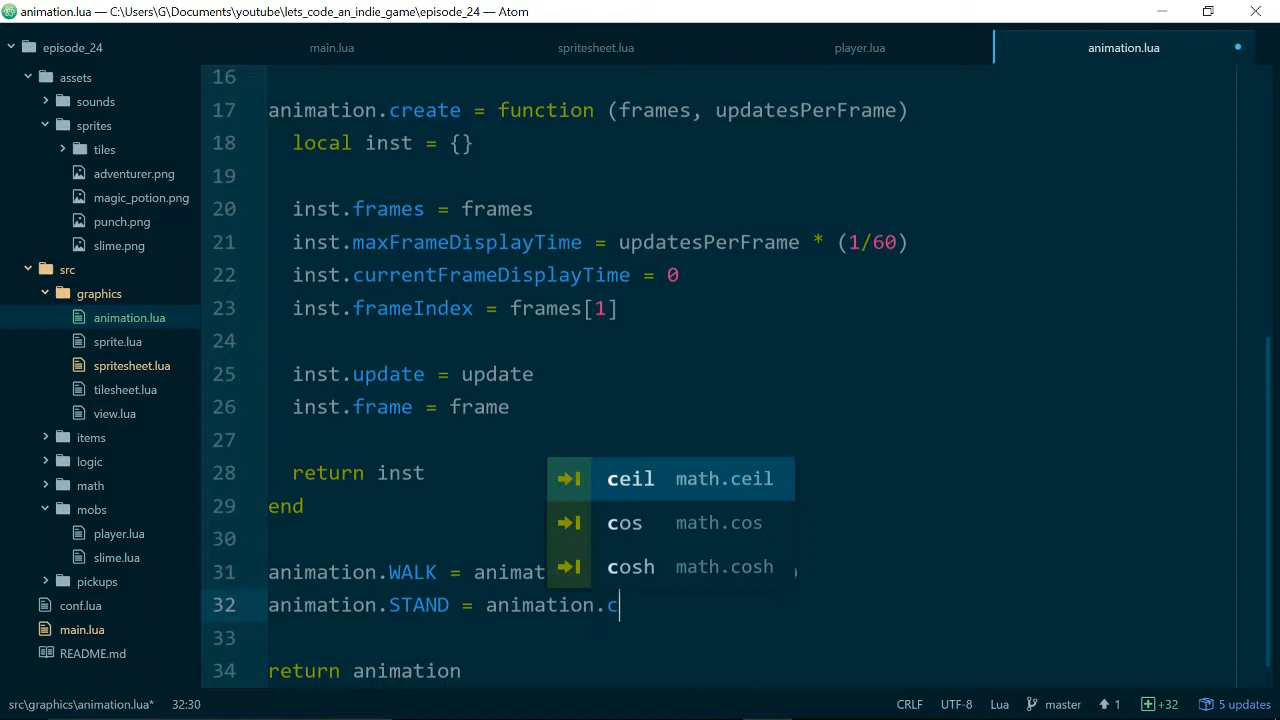 animation.lua — C:\Users\G\Documents\youtube\lets_code_an_indie_game\episode_24 — Atom
episode_24
main.lua
spritesheet.lua
player.lua
animation.lua
assets
sounds
sprites
tiles
adventurer.png
magic_potion.png
punch.png
slime.png
src
graphics
animation.lua
sprite.lua
spritesheet.lua
tilesheet.lua
view.lua
items
logic
math
mobs
player.lua
slime.lua
pickups
conf.lua
main.lua
README.md
16
17 animation.create = function (frames, updatesPerFrame)
18 local inst = {}
19
20 inst.frames = frames
21 inst.maxFrameDisplayTime = updatesPerFrame * (1/60)
22 inst.currentFrameDisplayTime = 0
23 inst.frameIndex = frames[1]
24
25 inst.update = update
26 inst.frame = frame
27
28 return inst
29 end
30
31 animation.WALK = animat
32 animation.STAND = animation.c
33
34 return animation
ceil math.ceil
cos math.cos
cosh math.cosh
src\graphics\animation.lua* 32:30
CRLF UTF-8 Lua master 1 +32 5 updates